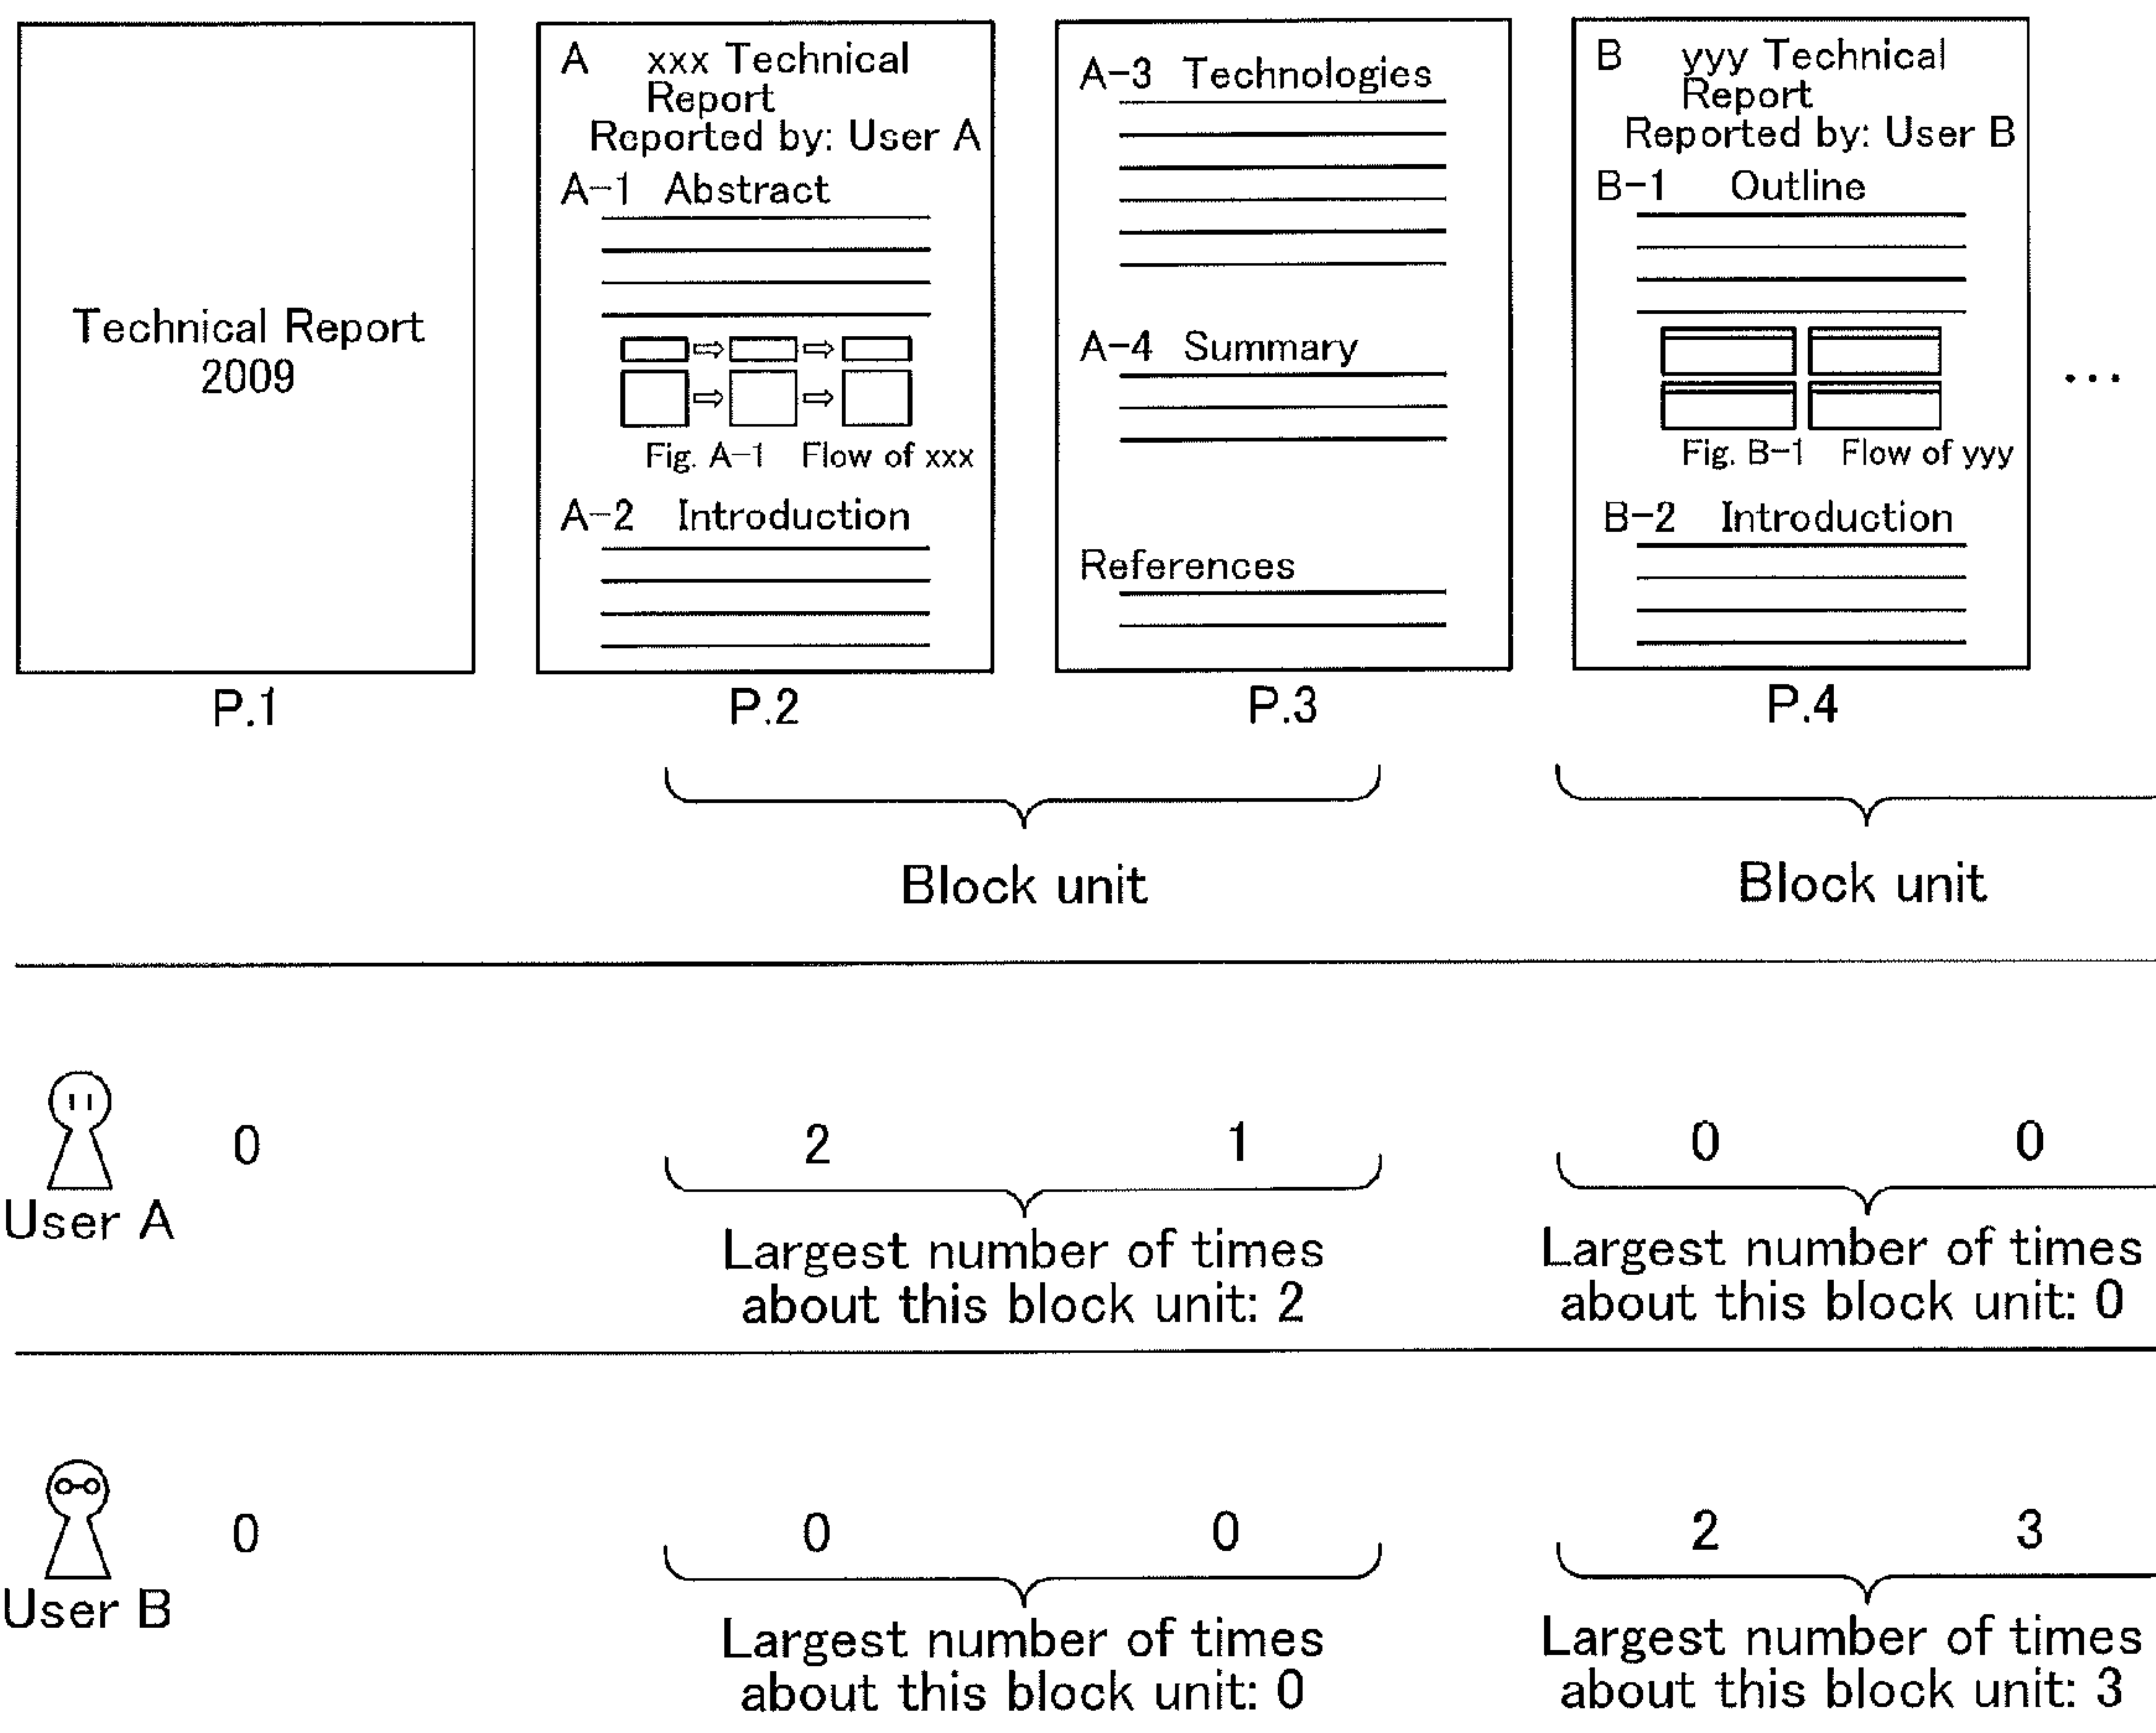 Technical Report
2009
P.1
A xxx Technical
Report
Reported by: User A
A-1 Abstract
Fig. A-1 Flow of xxx
A-2 Introduction
P.2
A-3 Technologies
A-4 Summary
References
P.3
B yyy Technical
Report
Reported by: User B
B-1 Outline
Fig. B-1 Flow of yyy
B-2 Introduction
P.4
...
Block unit
Block unit
User A
0
2 1
Largest number of times
about this block unit: 2
0 0
Largest number of times
about this block unit: 0
User B
0
0 0
Largest number of times
about this block unit: 0
2 3
Largest number of times
about this block unit: 3